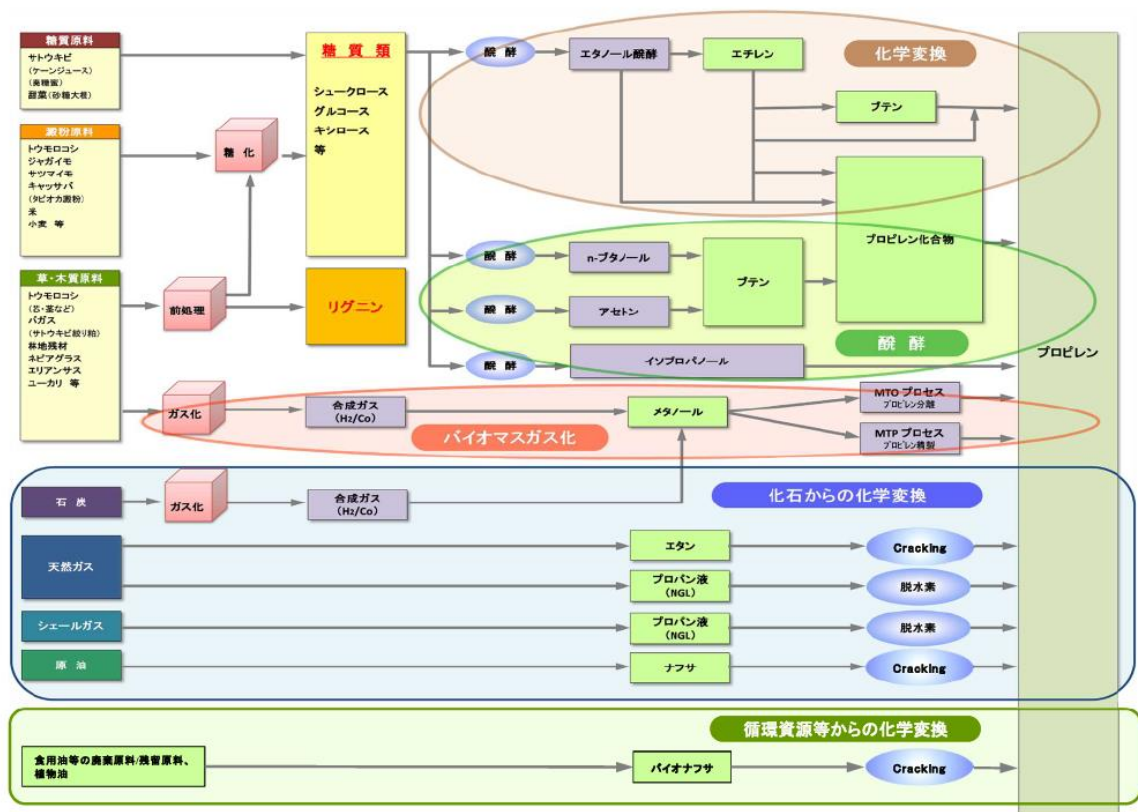 糖質原料
サトウキビ
(ケーンジュース)
(廃糖蜜)
甜菜(砂糖大根)
澱粉原料
トウモロコシ
ジャガイモ
サツマイモ
キャッサバ
(タピオカ澱粉)
米
小麦 等
草・木質原料
トウモロコシ
(芯・茎など)
バガス
(サトウキビ絞り粕)
林地残材
ネピアグラス
エリアンサス
ユーカリ 等
糖化
前処理
ガス化
糖質類
シュークロース
グルコース
キシロース
等
リグニン
醗酵
エタノール醗酵
エチレン
化学変換
ブテン
プロピレン化合物
醗酵
n-ブタノール
ブテン
醗酵
アセトン
醗酵
醗酵
イソプロパノール
プロピレン
合成ガス
(H2/Co)
バイオマスガス化
メタノール
MTO プロセス
プロピレン分離
MTP プロセス
プロピレン精製
石炭
ガス化
合成ガス
(H2/Co)
化石からの化学変換
天然ガス
エタン
Cracking
プロパン液
(NGL)
脱水素
シェールガス
プロパン液
(NGL)
脱水素
原油
ナフサ
Cracking
循環資源等からの化学変換
食用油等の廃棄原料/残留原料、
植物油
バイオナフサ
Cracking